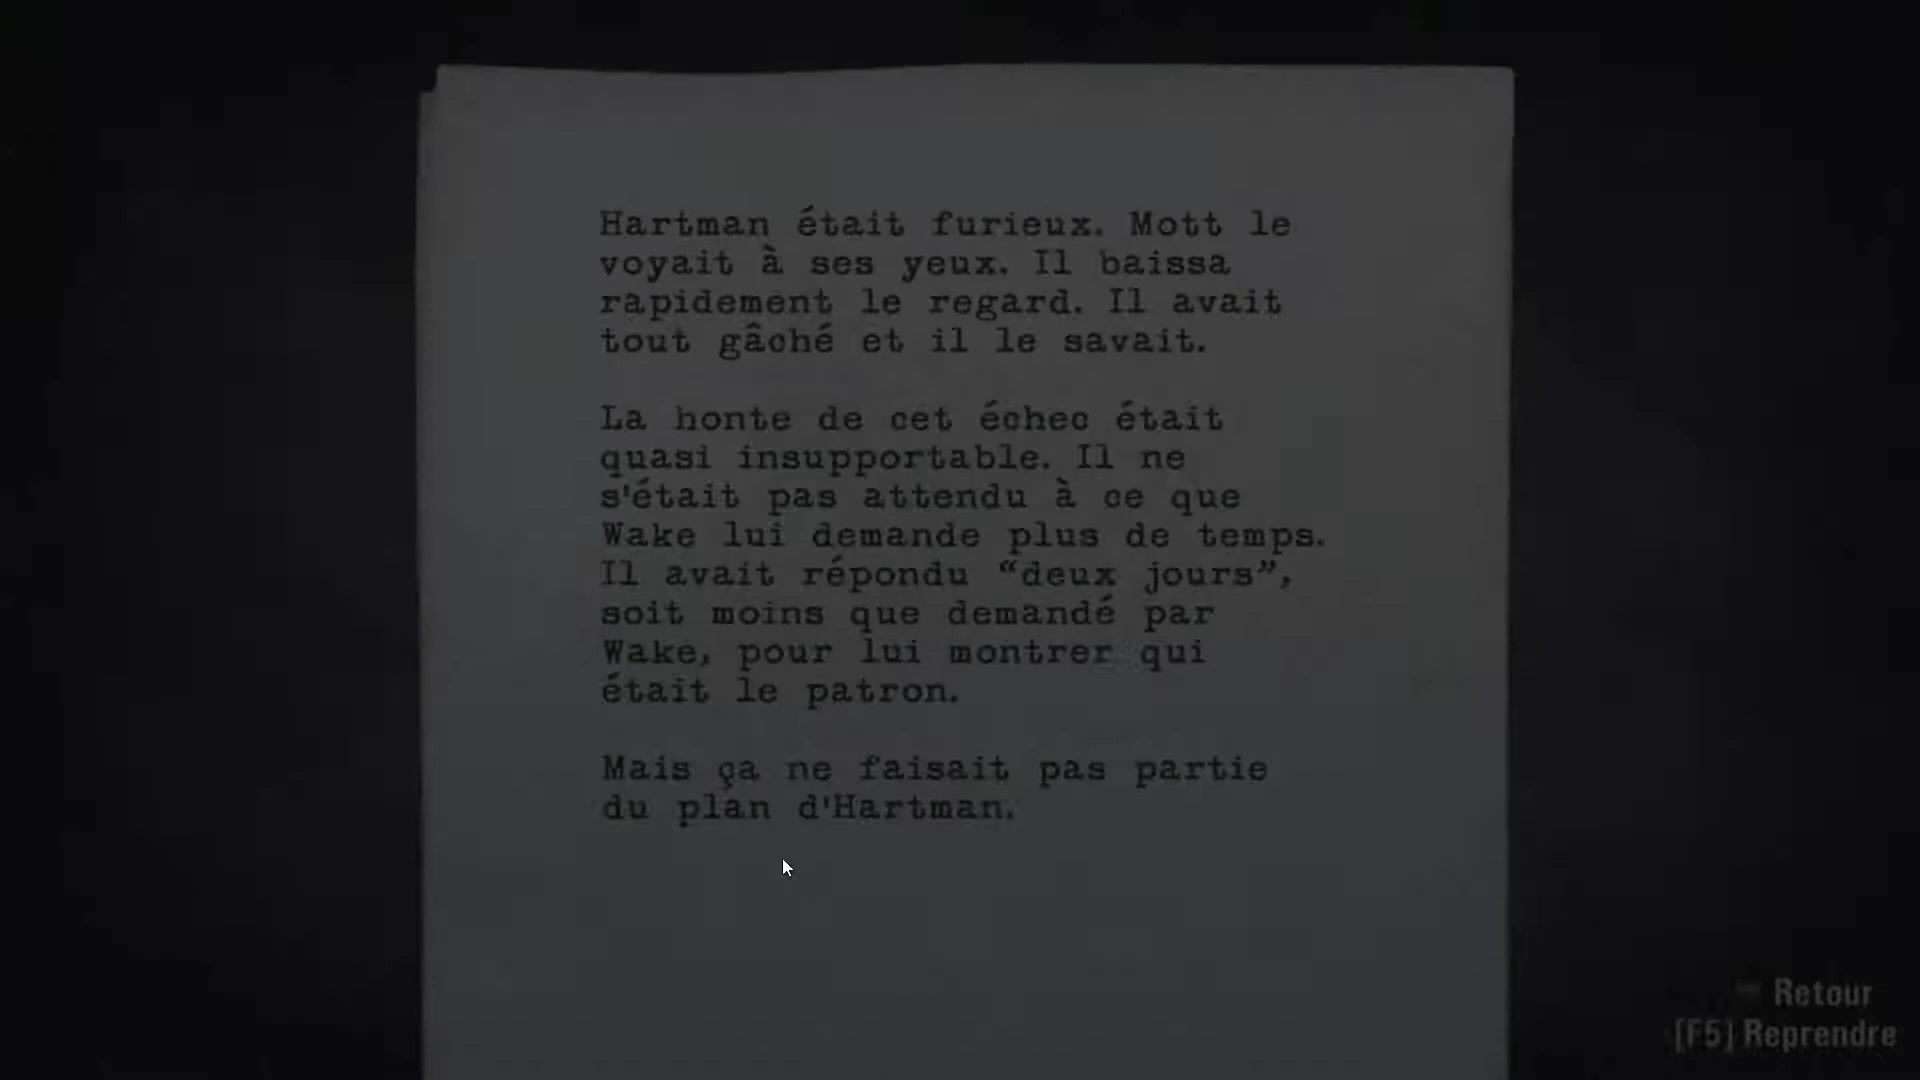 Hartman était furieux. Mott le
voyait à ses yeux. Il baissa
rapidement le regard. Il avait
tout gâché et il le savait.
La honte de cet échec était
quasi insupportable. Il ne
s'était pas attendu à ce que
Wake lui demande plus de temps.
Il avait répondu “deux jours”,
soit moins que demandé par
Wake, pour lui montrer qui
était le patron.
Mais ça ne faisait pas partie
du plan d'Hartman.
Retour
[F5] Reprendre